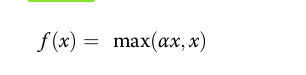 f(x) = max(αx, x)